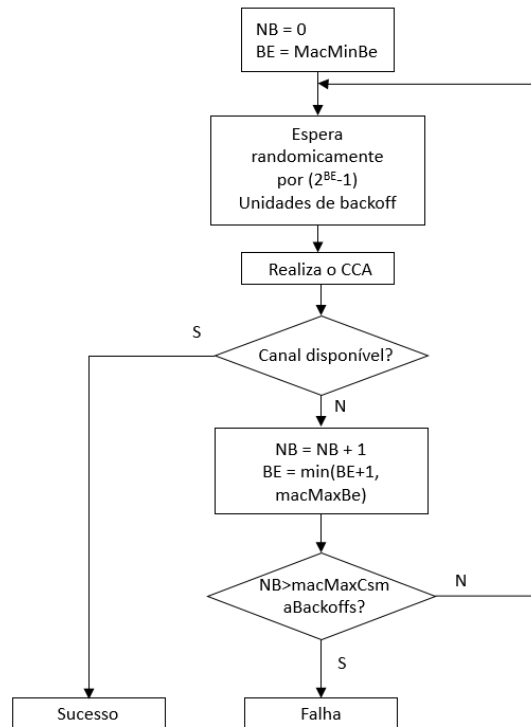 NB = 0
BE = MacMinBe
Espera
randomicamente
por (2^BE-1)
Unidades de backoff
Realiza o CCA
S
Canal disponível?
N
NB = NB + 1
BE = min(BE+1,
macMaxBe)
NB>macMaxCsm
aBackoffs?
N
S
Sucesso
Falha